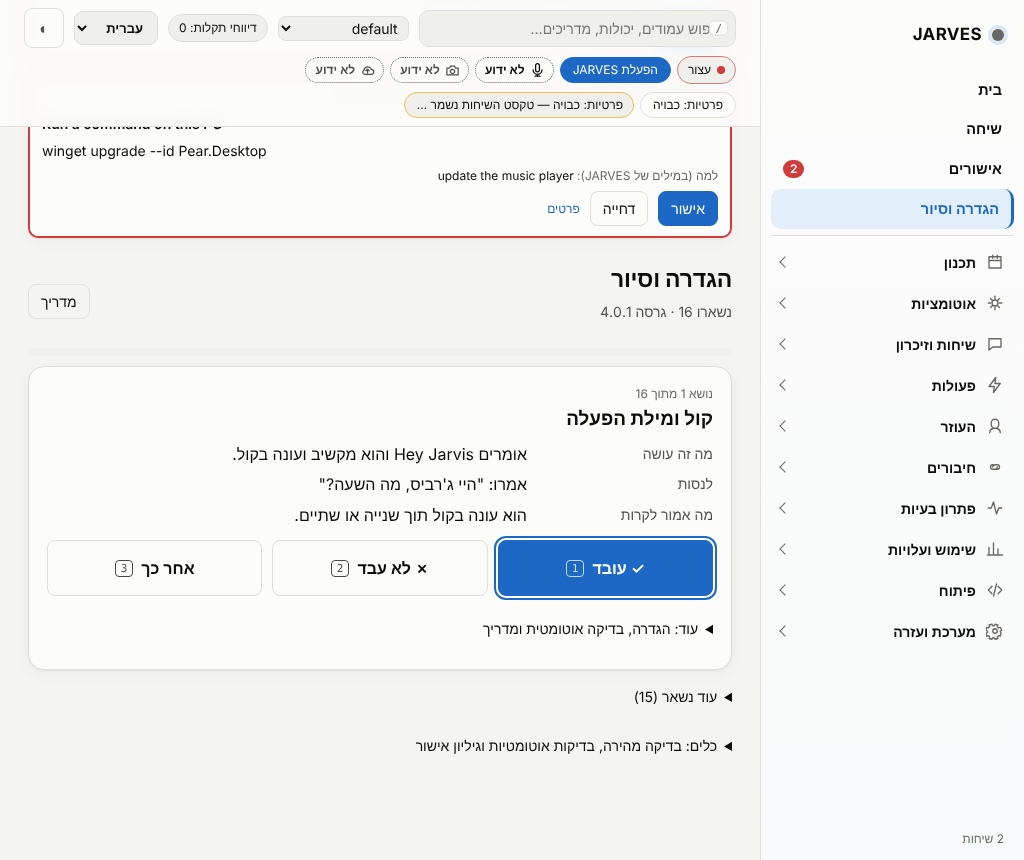 JARVES
בית
שיחה
אישורים 2
הגדרה וסיור
תכנון
אוטומציות
שיחות וזיכרון
פעולות
העוזר
חיבורים
פתרון בעיות
שימוש ועלויות
פיתוח
מערכת ועזרה
2 שיחות
פוש עמודים, יכולות, מדריכים... /
default
דיווחי תקלות: 0
עברית
עצור
הפעלת JARVES
לא ידוע
לא ידוע
לא ידוע
פרטיות: כבויה
פרטיות: כבויה — טקסט השיחות נשמר ...
Run a command on this PC
winget upgrade --id Pear.Desktop
למה (במילים של JARVES): update the music player
אישור
דחייה
פרטים
הגדרה וסיור
נשארו 16 · גרסה 4.0.1
מדריך
נושא 1 מתוך 16
קול ומילת הפעלה
מה זה עושה אומרים Hey Jarvis והוא מקשיב ועונה בקול.
לנסות אמרו: "היי ג'רביס, מה השעה?"
מה אמור לקרות הוא עונה בקול תוך שנייה או שתיים.
✓ עובד 1
× לא עבד 2
אחר כך 3
עוד: הגדרה, בדיקה אוטומטית ומדריך
עוד נשאר (15)
כלים: בדיקה מהירה, בדיקות אוטומטיות וגיליון אישור